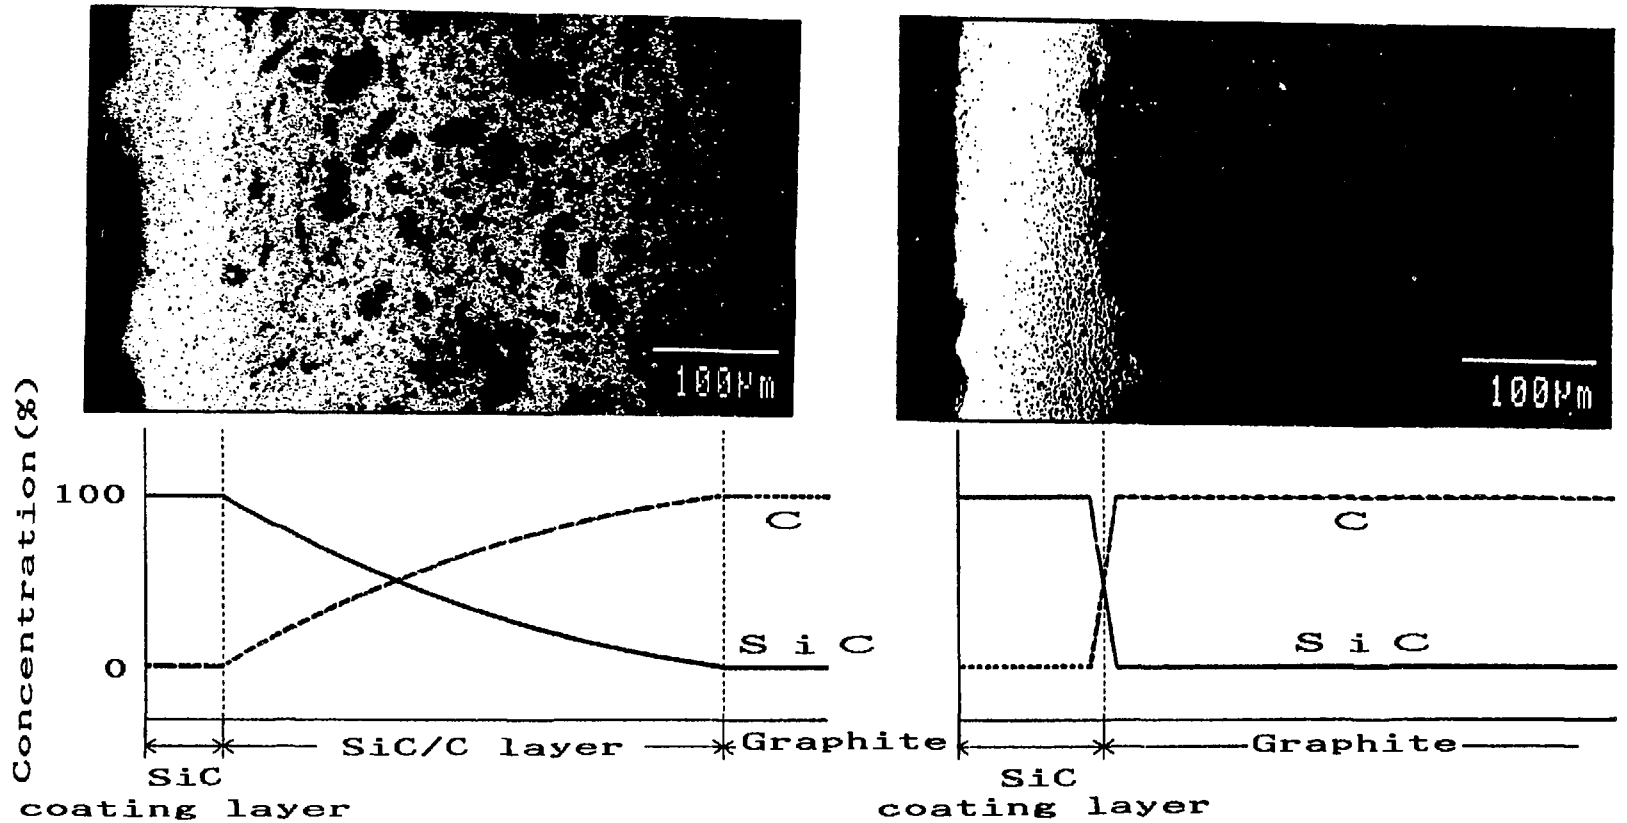 100μm
100μm
Concentration(%)
100
0
C
SiC
C
SiC
SiC/C layer
Graphite
Graphite
SiC
coating layer
SiC
coating layer